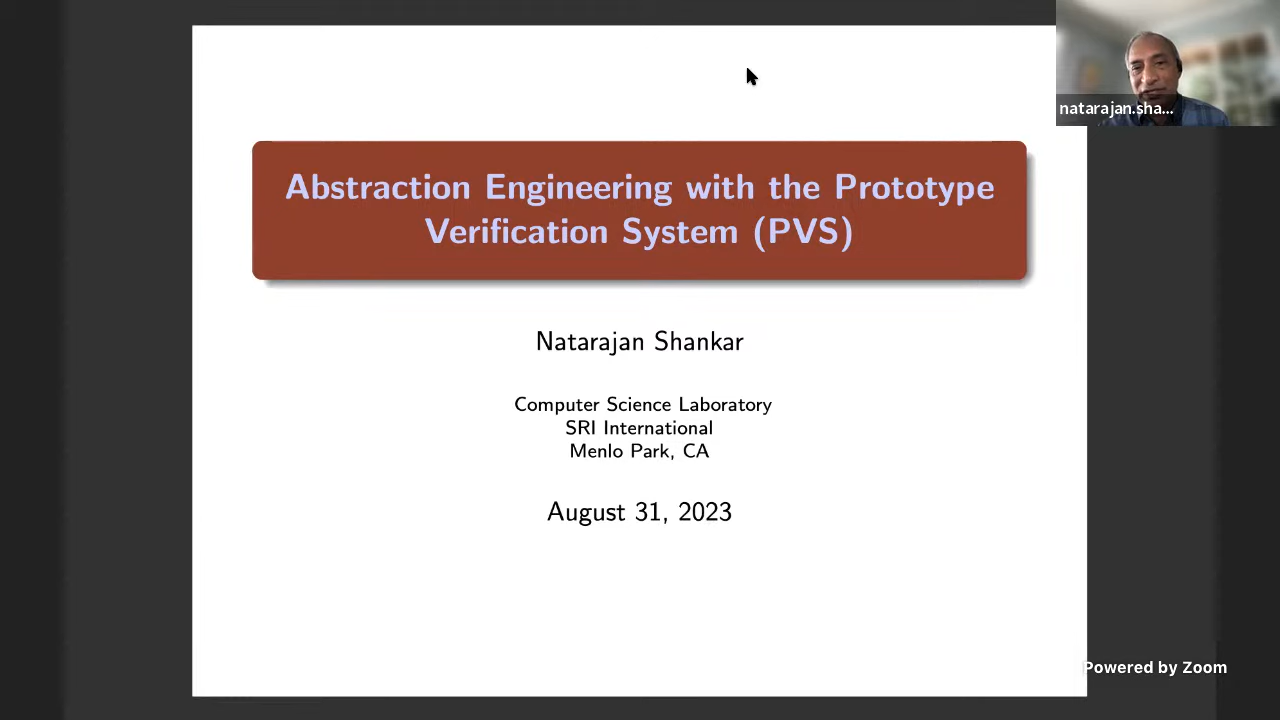 natarajan.sha...
Abstraction Engineering with the Prototype
Verification System (PVS)
Natarajan Shankar
Computer Science Laboratory
SRI International
Menlo Park, CA
August 31, 2023
Powered by Zoom